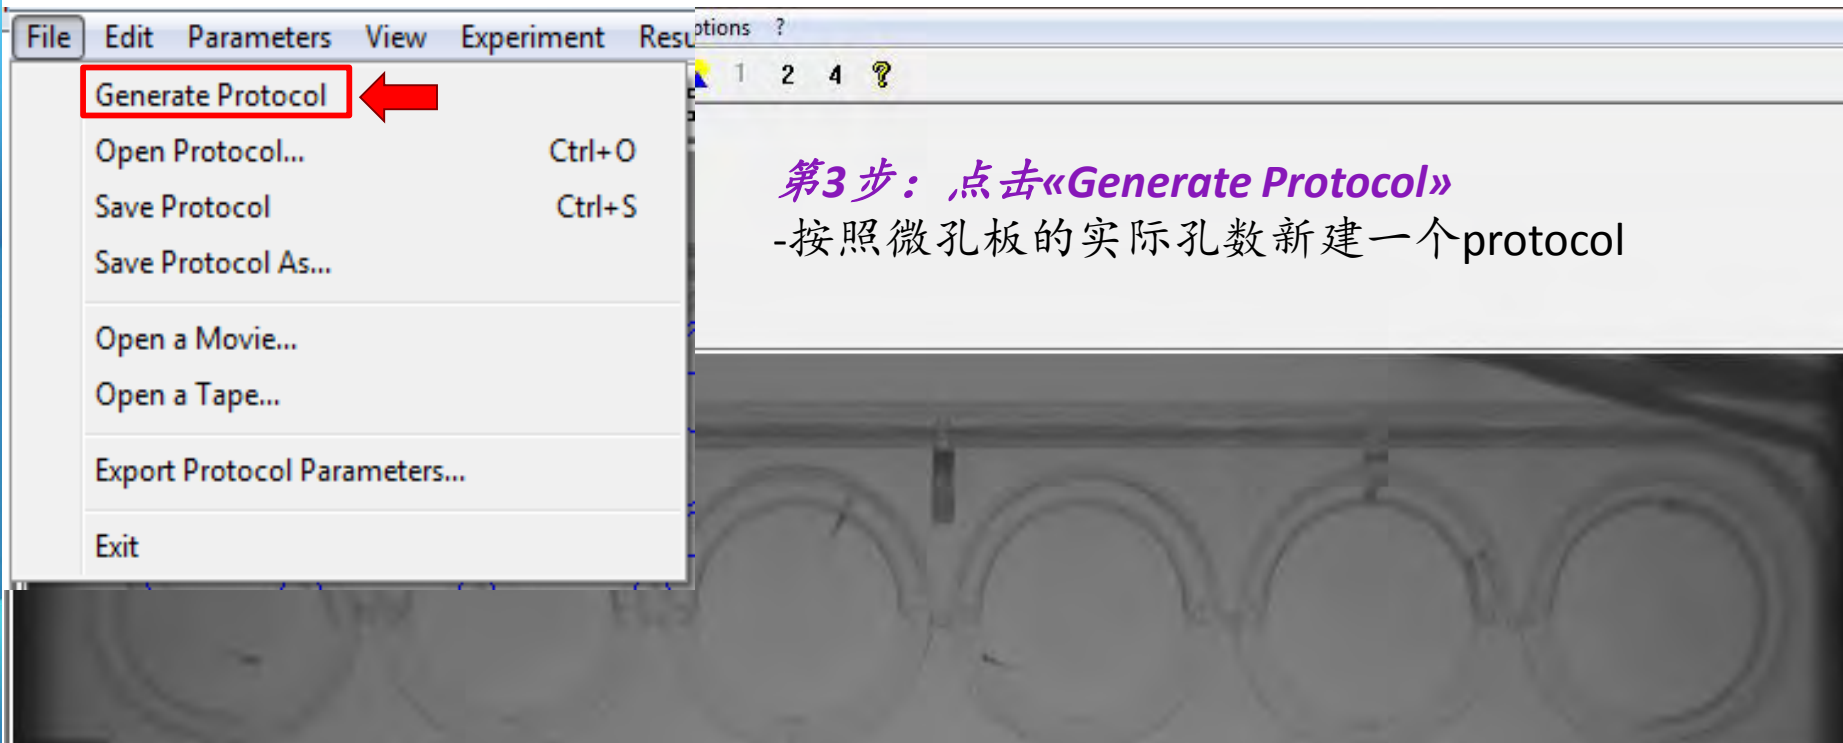 File Edit Parameters View Experiment Resu ptions ?
1 2 4 ?
Generate Protocol
Open Protocol... Ctrl+O
Save Protocol Ctrl+S
Save Protocol As...
Open a Movie...
Open a Tape...
Export Protocol Parameters...
Exit
第3步：点击«Generate Protocol»
-按照微孔板的实际孔数新建一个protocol